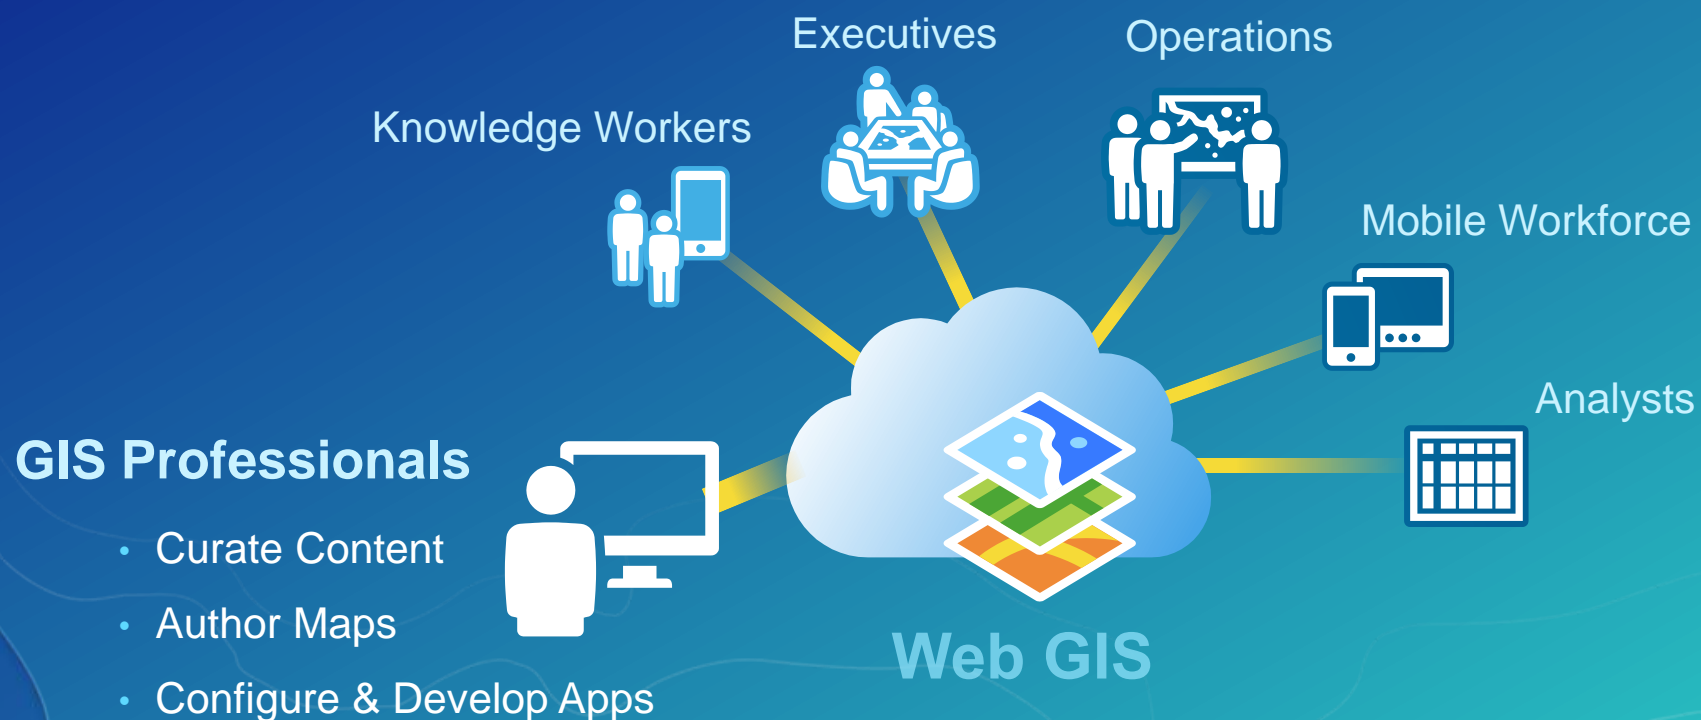 Executives
Operations
Knowledge Workers
Mobile Workforce
Analysts
GIS Professionals
• Curate Content
• Author Maps
• Configure & Develop Apps
Web GIS